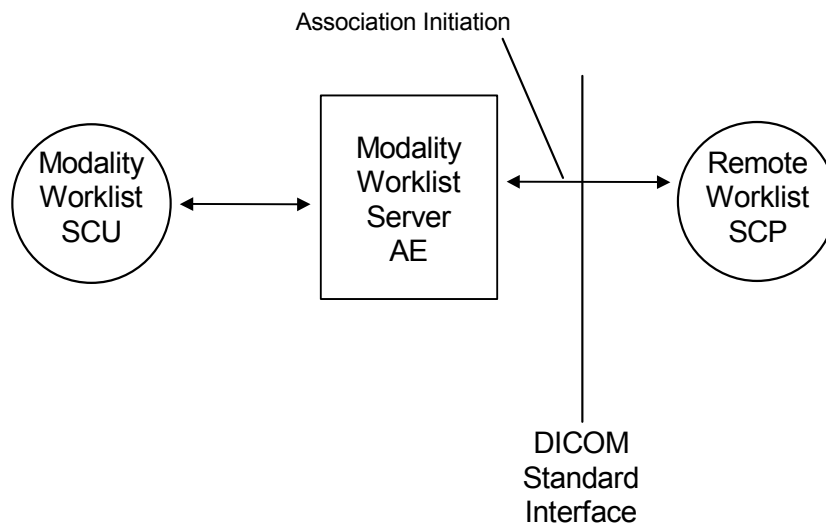 Association Initiation
Modality
Worklist
SCU
Modality
Worklist
Server
AE
Remote
Worklist
SCP
DICOM
Standard
Interface